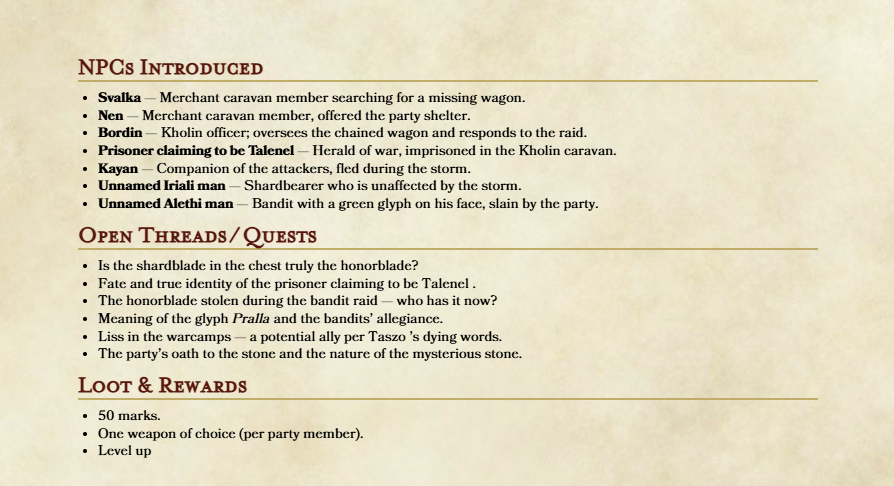 NPCs Introduced
• Svalka — Merchant caravan member searching for a missing wagon.
• Nen — Merchant caravan member, offered the party shelter.
• Bordin — Kholin officer; oversees the chained wagon and responds to the raid.
• Prisoner claiming to be Talenel — Herald of war, imprisoned in the Kholin caravan.
• Kayan — Companion of the attackers, fled during the storm.
• Unnamed Iriali man — Shardbearer who is unaffected by the storm.
• Unnamed Alethi man — Bandit with a green glyph on his face, slain by the party.
Open Threads/Quests
• Is the shardblade in the chest truly the honorblade?
• Fate and true identity of the prisoner claiming to be Talenel .
• The honorblade stolen during the bandit raid — who has it now?
• Meaning of the glyph Pralla and the bandits' allegiance.
• Liss in the warcamps — a potential ally per Taszo 's dying words.
• The party's oath to the stone and the nature of the mysterious stone.
Loot & Rewards
• 50 marks.
• One weapon of choice (per party member).
• Level up